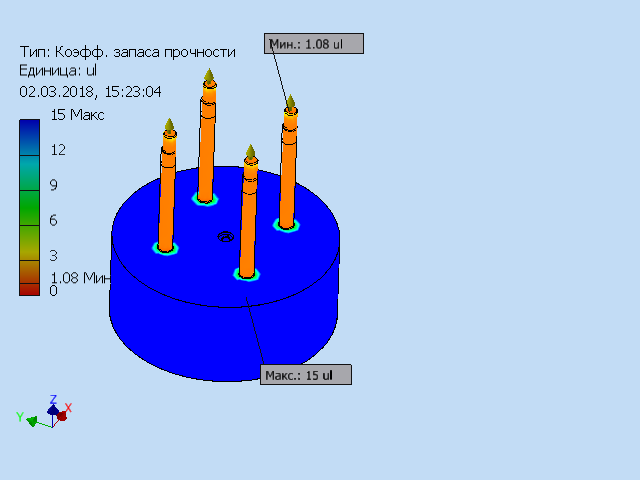 Мин.: 1.08 ul
Тип: Коэфф. запаса прочности
Единица: ul
02.03.2018, 15:23:04
15 Макс
12
9
6
3
1.08 Мин
0
Макс.: 15 ul
Z
X
Y